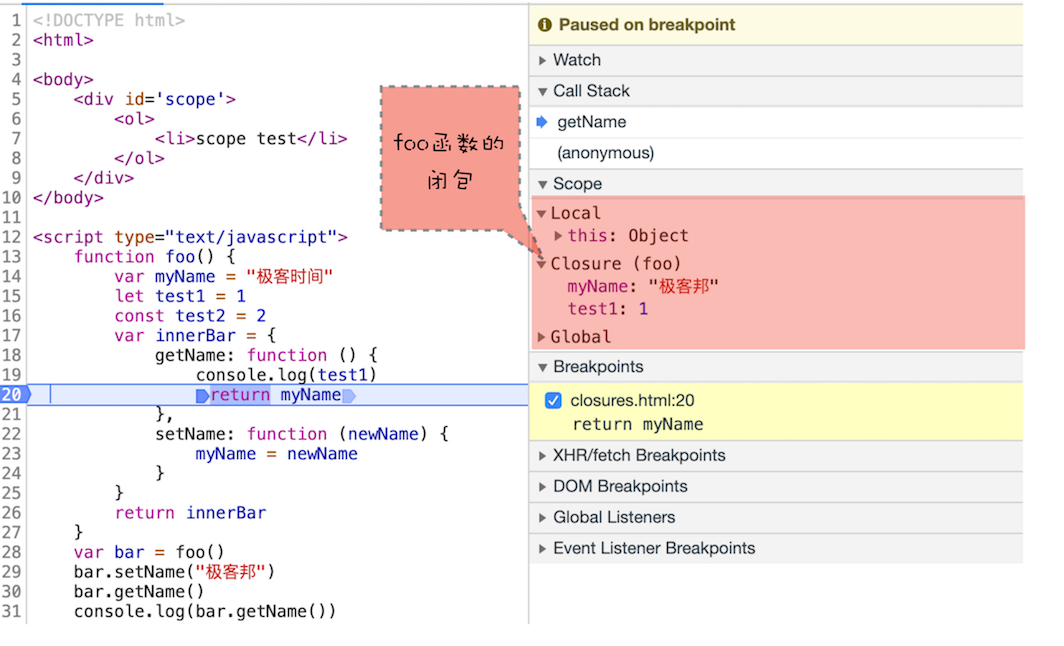 1 <!DOCTYPE html>
2 <html>
3
4 <body>
5     <div id='scope'>
6         <ol>
7             <li>scope test</li>
8         </ol>
9     </div>
10 </body>
11
12 <script type="text/javascript">
13     function foo() {
14         var myName = "极客时间"
15         let test1 = 1
16         const test2 = 2
17         var innerBar = {
18             getName: function () {
19                 console.log(test1)
20                 return myName
21             },
22             setName: function (newName) {
23                 myName = newName
24             }
25         }
26         return innerBar
27     }
28     var bar = foo()
29     bar.setName("极客邦")
30     bar.getName()
31     console.log(bar.getName())
foo函数的
闭包
Paused on breakpoint
Watch
Call Stack
getName
(anonymous)
Scope
Local
this: Object
Closure (foo)
myName: "极客邦"
test1: 1
Global
Breakpoints
closures.html:20
return myName
XHR/fetch Breakpoints
DOM Breakpoints
Global Listeners
Event Listener Breakpoints